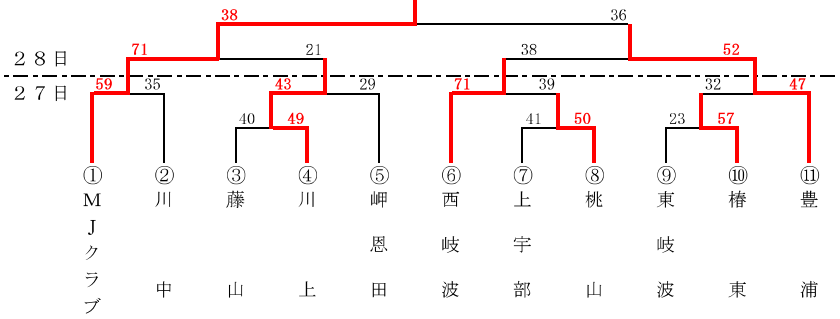 38 36
28日 71 21 38 52
27日 59 35 43 29 71 39 32 47
40 49 41 50 23 57
① ② ③ ④ ⑤ ⑥ ⑦ ⑧ ⑨ ⑩ ⑪
MJクラブ
川中
藤山
川上
岬恩田
西岐波
上宇部
桃山
東岐波
椿東
豊浦